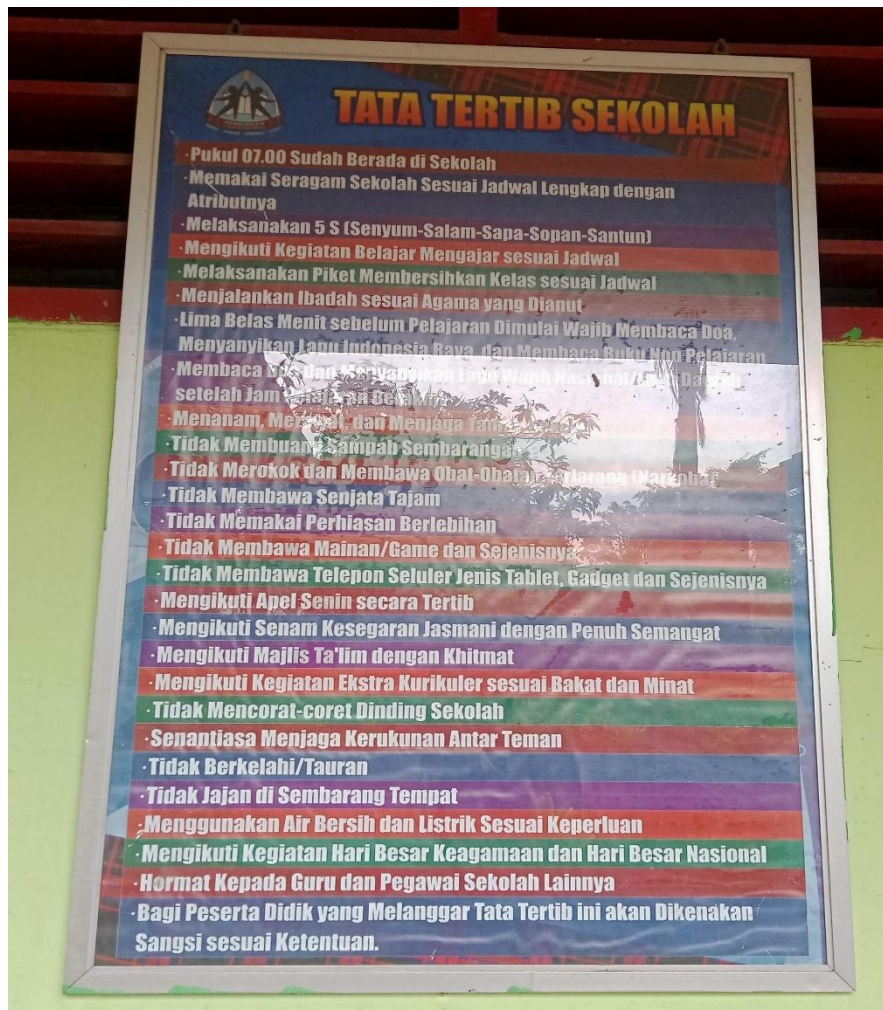 TATA TERTIB SEKOLAH
·Pukul 07.00 Sudah Berada di Sekolah
·Memakai Seragam Sekolah Sesuai Jadwal Lengkap dengan
Atributnya
·Melaksanakan 5 S (Senyum-Salam-Sapa-Sopan-Santun)
·Mengikuti Kegiatan Belajar Mengajar sesuai Jadwal
·Melaksanakan Piket Membersihkan Kelas sesuai Jadwal
·Menjalankan Ibadah sesuai Agama yang Dianut
·Lima Belas Menit sebelum Pelajaran Dimulai Wajib Membaca Doa,
Menyanyikan Lagu Indonesia Raya, dan Membaca Buku Non Pelajaran
·Membaca dan Menyanyikan Lagu Wajib
setelah Jam
·Menanam, dan Menjaga
·Tidak Membuang Sampah Sembarangan
·Tidak Merokok dan Membawa Obat-Obatan Terlarang (Narkoba)
·Tidak Membawa Senjata Tajam
·Tidak Memakai Perhiasan Berlebihan
·Tidak Membawa Mainan/Game dan Sejenisnya
·Tidak Membawa Telepon Seluler Jenis Tablet, Gadget dan Sejenisnya
·Mengikuti Apel Senin secara Tertib
·Mengikuti Senam Kesegaran Jasmani dengan Penuh Semangat
·Mengikuti Majlis Ta'lim dengan Khitmat
·Mengikuti Kegiatan Ekstra Kurikuler sesuai Bakat dan Minat
·Tidak Mencorat-coret Dinding Sekolah
·Senantiasa Menjaga Kerukunan Antar Teman
·Tidak Berkelahi/Tauran
·Tidak Jajan di Sembarang Tempat
·Menggunakan Air Bersih dan Listrik Sesuai Keperluan
·Mengikuti Kegiatan Hari Besar Keagamaan dan Hari Besar Nasional
·Hormat Kepada Guru dan Pegawai Sekolah Lainnya
·Bagi Peserta Didik yang Melanggar Tata Tertib ini akan Dikenakan
Sangsi sesuai Ketentuan.